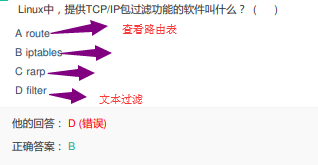 Linux中，提供TCP/IP包过滤功能的软件叫什么？（ ）
A route
查看路由表
B iptables
C rarp
D filter
文本过滤
他的回答： D (错误)
正确答案： B